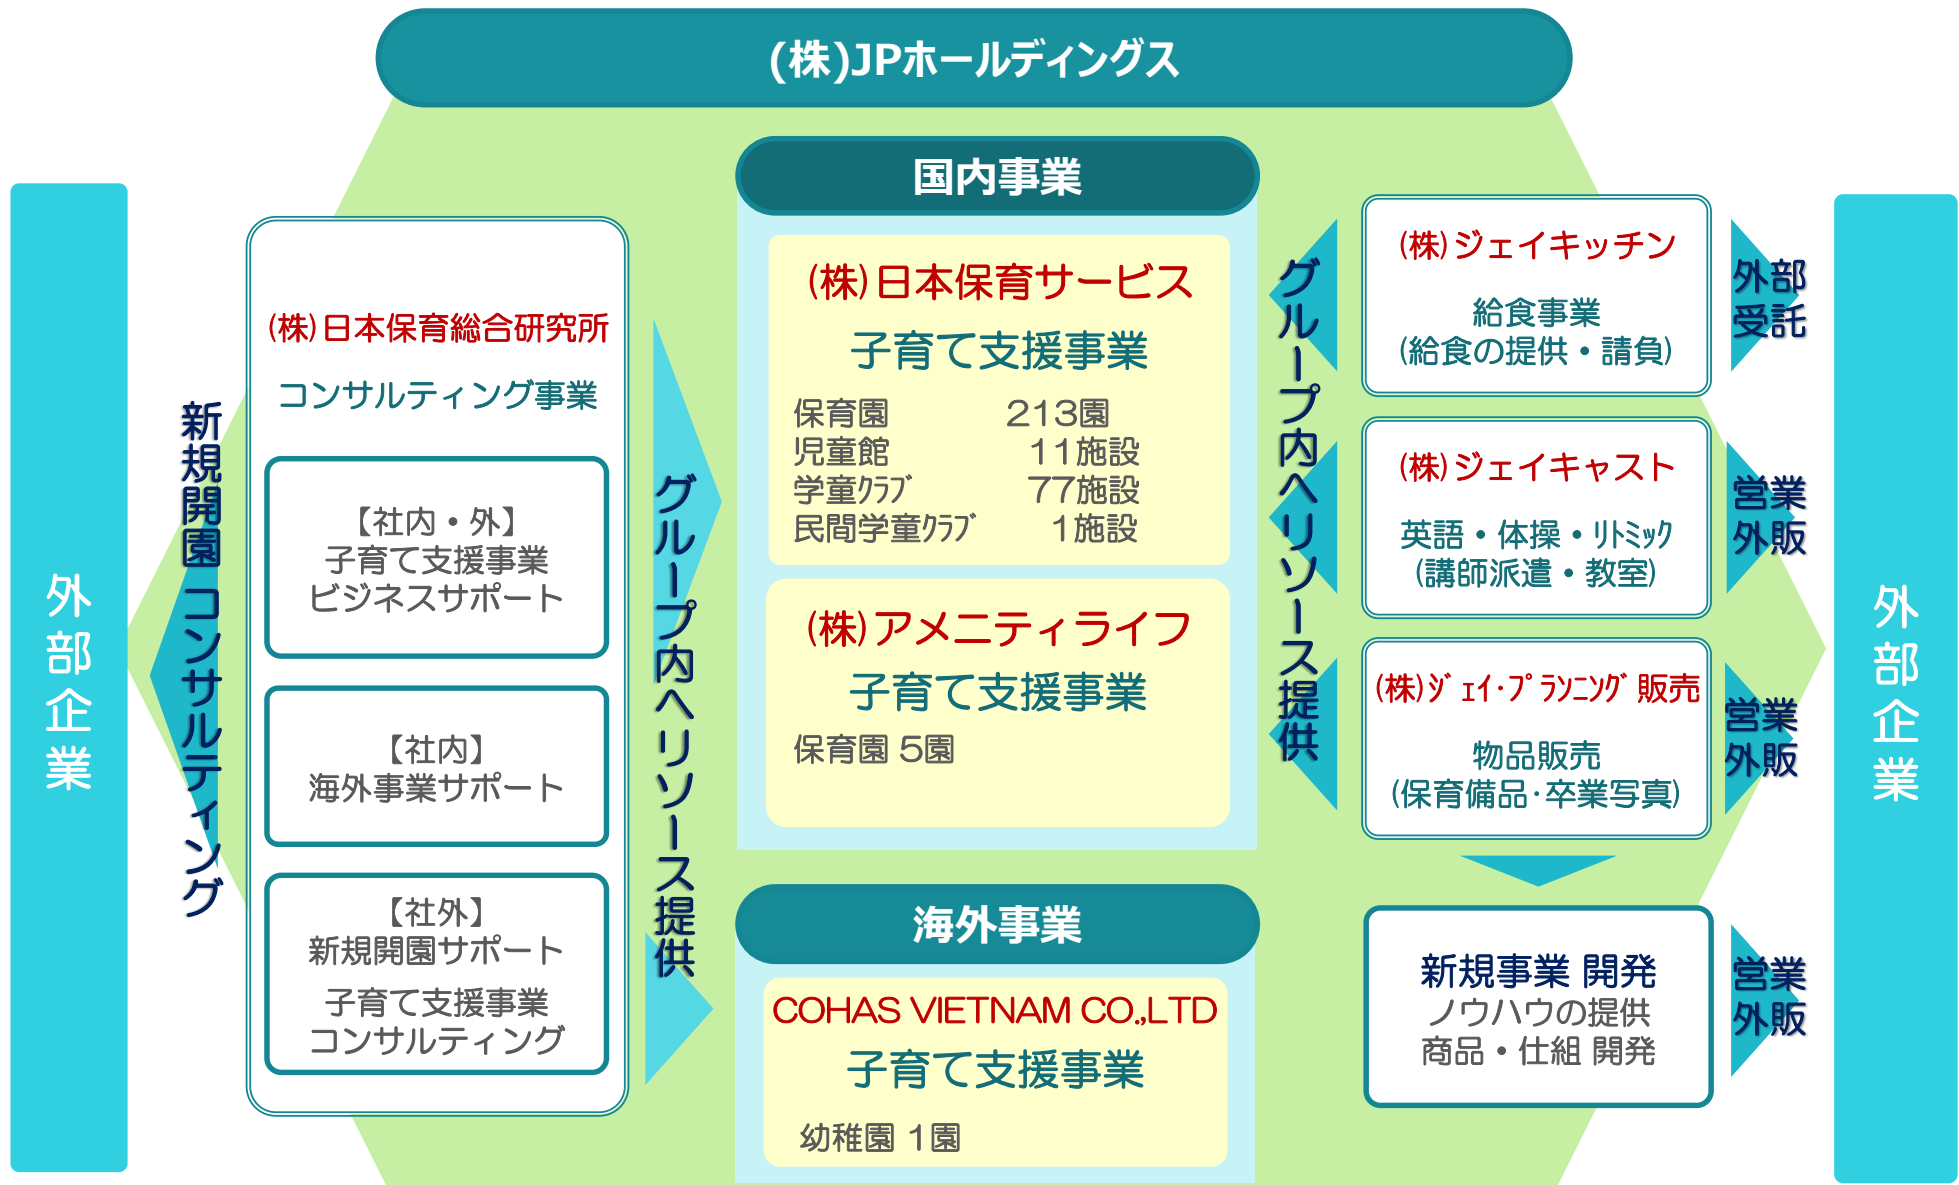 (株)JPホールディングス
外部企業
新規開園 コンサルティング
(株)日本保育総合研究所
コンサルティング事業
【社内・外】
子育て支援事業
ビジネスサポート
【社内】
海外事業サポート
【社外】
新規開園サポート
子育て支援事業
コンサルティング
グループ内へリソース提供
国内事業
(株)日本保育サービス
子育て支援事業
保育園 213園
児童館 11施設
学童ｸﾗﾌﾞ 77施設
民間学童ｸﾗﾌﾞ 1施設
(株)アメニティライフ
子育て支援事業
保育園 5園
海外事業
COHAS VIETNAM CO.,LTD
子育て支援事業
幼稚園 1園
グループ内へリソース提供
(株)ジェイキッチン
給食事業
(給食の提供・請負)
外部
受託
(株)ジェイキャスト
英語・体操・ﾘﾄﾐｯｸ
(講師派遣・教室)
営業
外販
(株)ｼﾞｪｲ･ﾌﾟﾗﾝﾆﾝｸﾞ販売
物品販売
(保育備品･卒業写真)
営業
外販
新規事業 開発
ノウハウの提供
商品・仕組 開発
営業
外販
外部企業